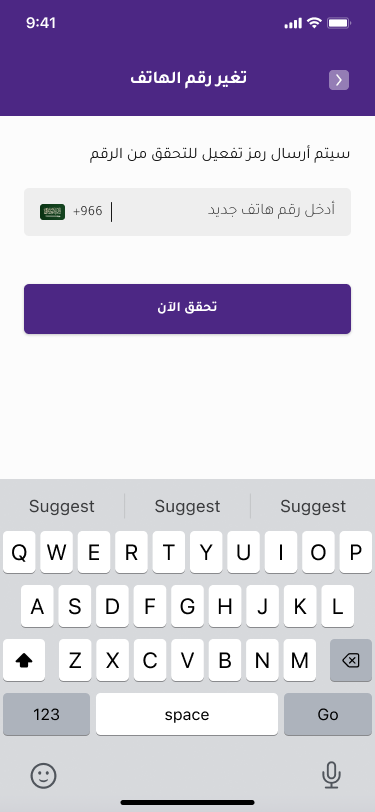 9:41
تغير رقم الهاتف
سيتم أرسال رمز تفعيل للتحقق من الرقم
أدخل رقم هاتف جديد
+966
تحقق الآن
Suggest Suggest Suggest
Q W E R T Y U I O P
A S D F G H J K L
Z X C V B N M
123 space Go